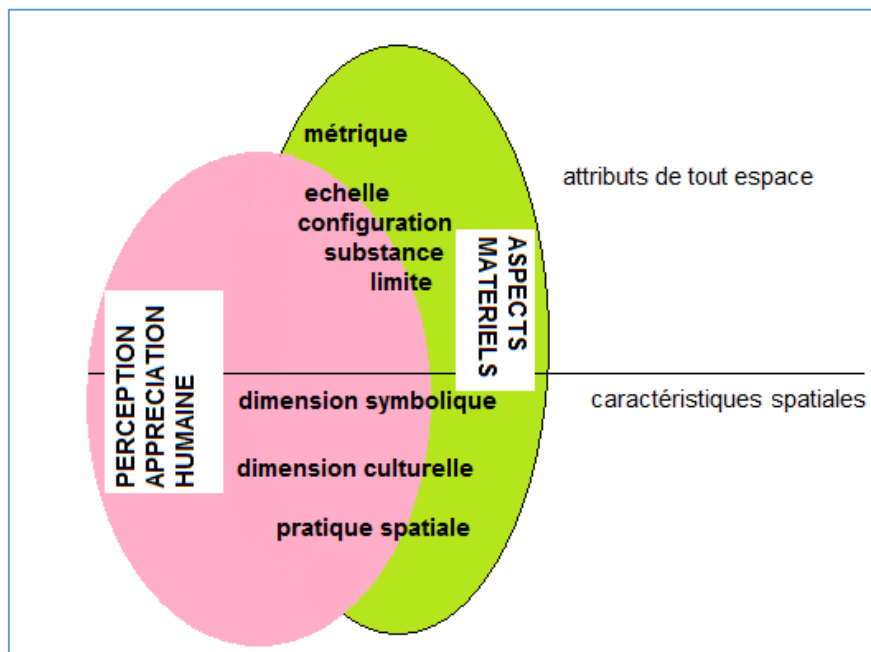 métrique
attributs de tout espace
echelle
configuration
substance
limite
ASPECTS
MATERIELS
PERCEPTION
APPRECIATION
HUMAINE
dimension symbolique
caractéristiques spatiales
dimension culturelle
pratique spatiale